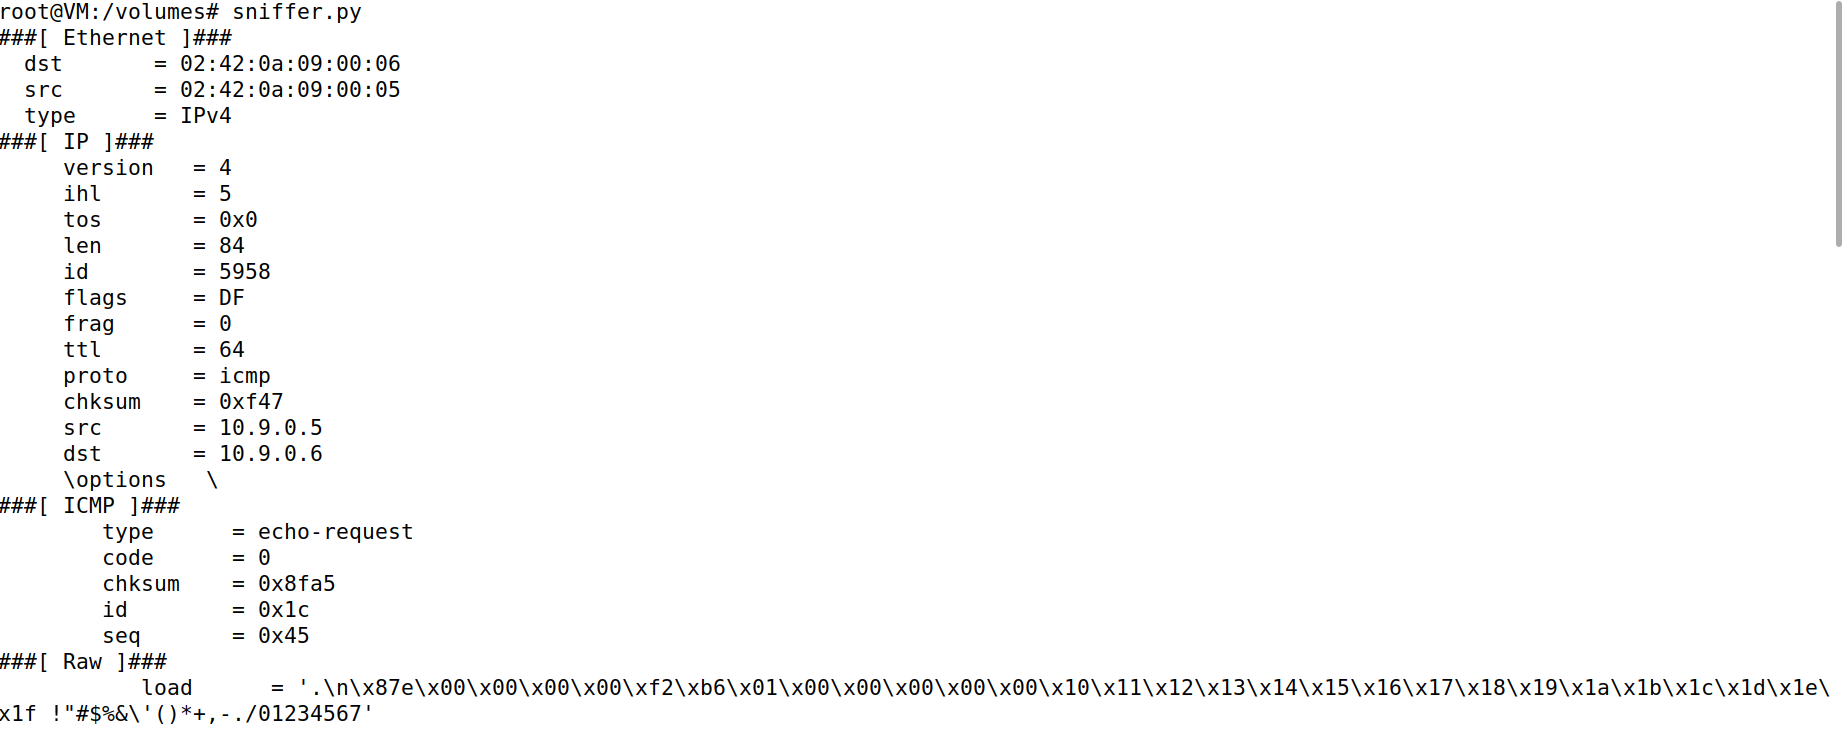 root@VM:/volumes# sniffer.py
###[ Ethernet ]###
  dst       = 02:42:0a:09:00:06
  src       = 02:42:0a:09:00:05
  type      = IPv4
###[ IP ]###
     version   = 4
     ihl       = 5
     tos       = 0x0
     len       = 84
     id        = 5958
     flags     = DF
     frag      = 0
     ttl       = 64
     proto     = icmp
     chksum    = 0xf47
     src       = 10.9.0.5
     dst       = 10.9.0.6
     \options   \
###[ ICMP ]###
        type      = echo-request
        code      = 0
        chksum    = 0x8fa5
        id        = 0x1c
        seq       = 0x45
###[ Raw ]###
           load      = '.\n\x87e\x00\x00\x00\x00\xf2\xb6\x01\x00\x00\x00\x00\x00\x10\x11\x12\x13\x14\x15\x16\x17\x18\x19\x1a\x1b\x1c\x1d\x1e\
x1f !"#$%&\'()*+,-./01234567'